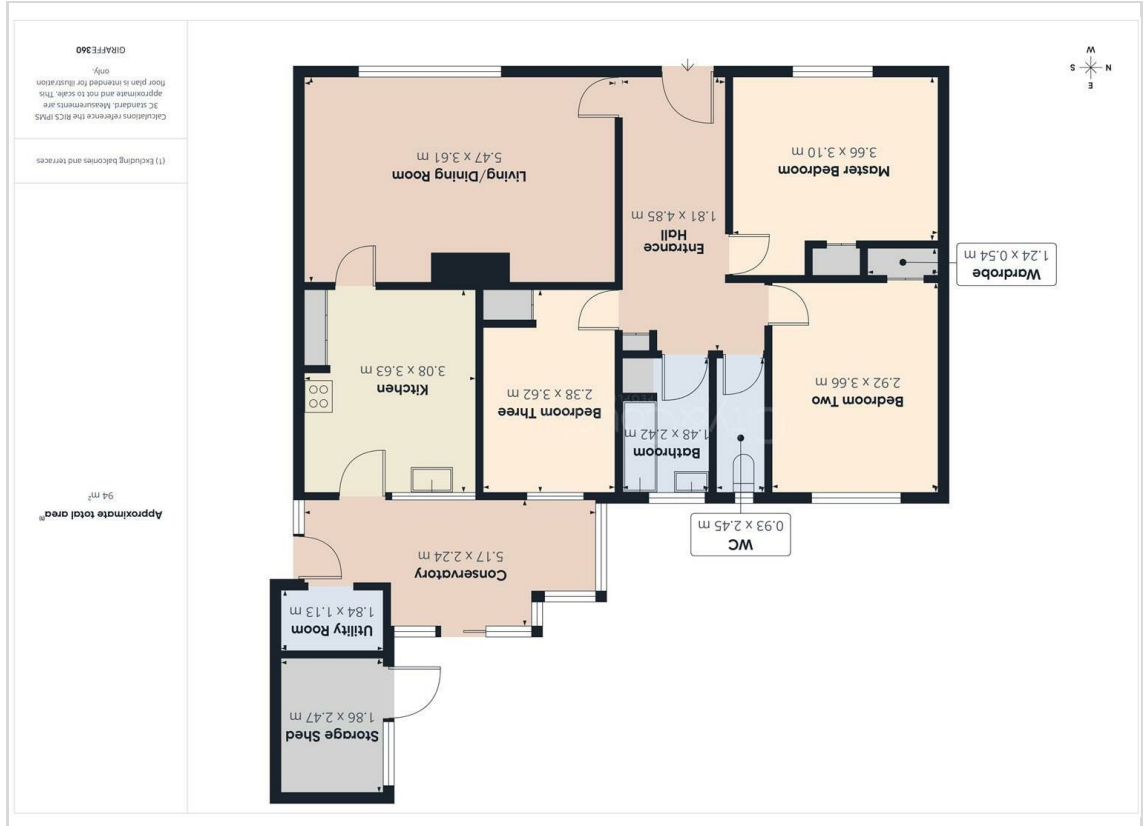 Storage Shed
1.86 x 2.47 m
Utility Room
1.84 x 1.13 m
Conservatory
5.17 x 2.24 m
WC
0.93 x 2.45 m
Bathroom
1.48 x 2.42 m
Bedroom Two
2.92 x 3.66 m
Bedroom Three
2.38 x 3.62 m
Kitchen
3.08 x 3.63 m
Wardrobe
1.24 x 0.54 m
Entrance
Hall
1.81 x 4.85 m
Master Bedroom
3.66 x 3.10 m
Living/Dining Room
5.47 x 3.61 m
E
N
S
W
Approximate total area⁽¹⁾
94 m²
(1) Excluding balconies and terraces
Calculations reference the RICS IPMS
3C standard. Measurements are
approximate and not to scale. This
floor plan is intended for illustration
only.
GIRAFFE360